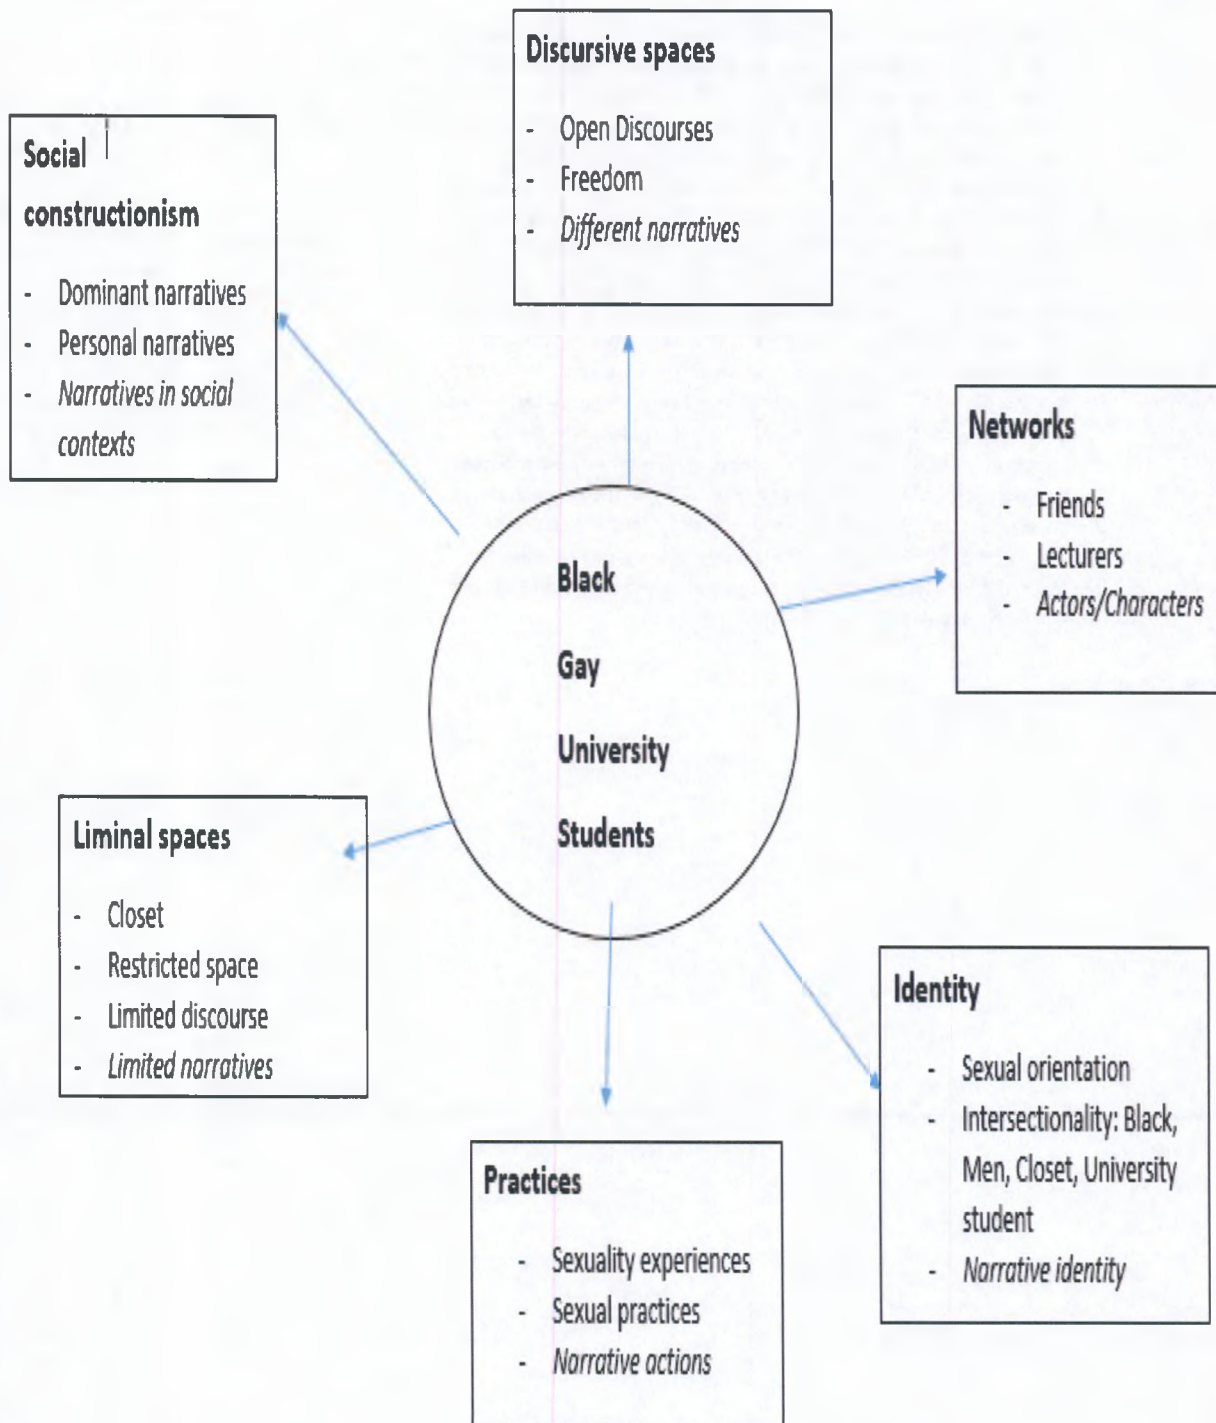 Discursive spaces
- Open Discourses
- Freedom
- Different narratives
Social
constructionism
- Dominant narratives
- Personal narratives
- Narratives in social
contexts
Networks
- Friends
- Lecturers
- Actors/Characters
Black
Gay
University
Students
Liminal spaces
- Closet
- Restricted space
- Limited discourse
- Limited narratives
Identity
- Sexual orientation
- Intersectionality: Black,
Men, Closet, University
student
- Narrative identity
Practices
- Sexuality experiences
- Sexual practices
- Narrative actions